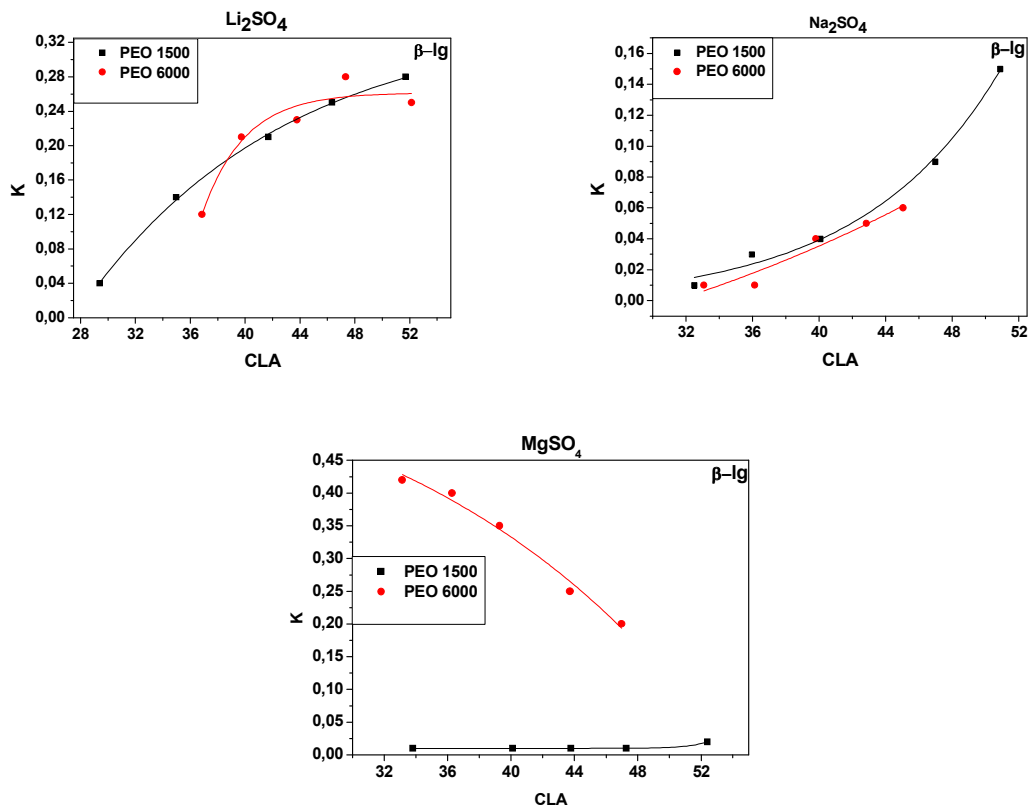 Li2SO4
0,32
0,28
0,24
0,20
0,16
0,12
0,08
0,04
0,00
K
PEO 1500
PEO 6000
β–lg
28 32 36 40 44 48 52
CLA
Na2SO4
0,16
0,14
0,12
0,10
0,08
0,06
0,04
0,02
0,00
K
PEO 1500
PEO 6000
β–lg
32 36 40 44 48 52
CLA
MgSO4
0,45
0,40
0,35
0,30
0,25
0,20
0,15
0,10
0,05
0,00
K
β–lg
PEO 1500
PEO 6000
32 36 40 44 48 52
CLA